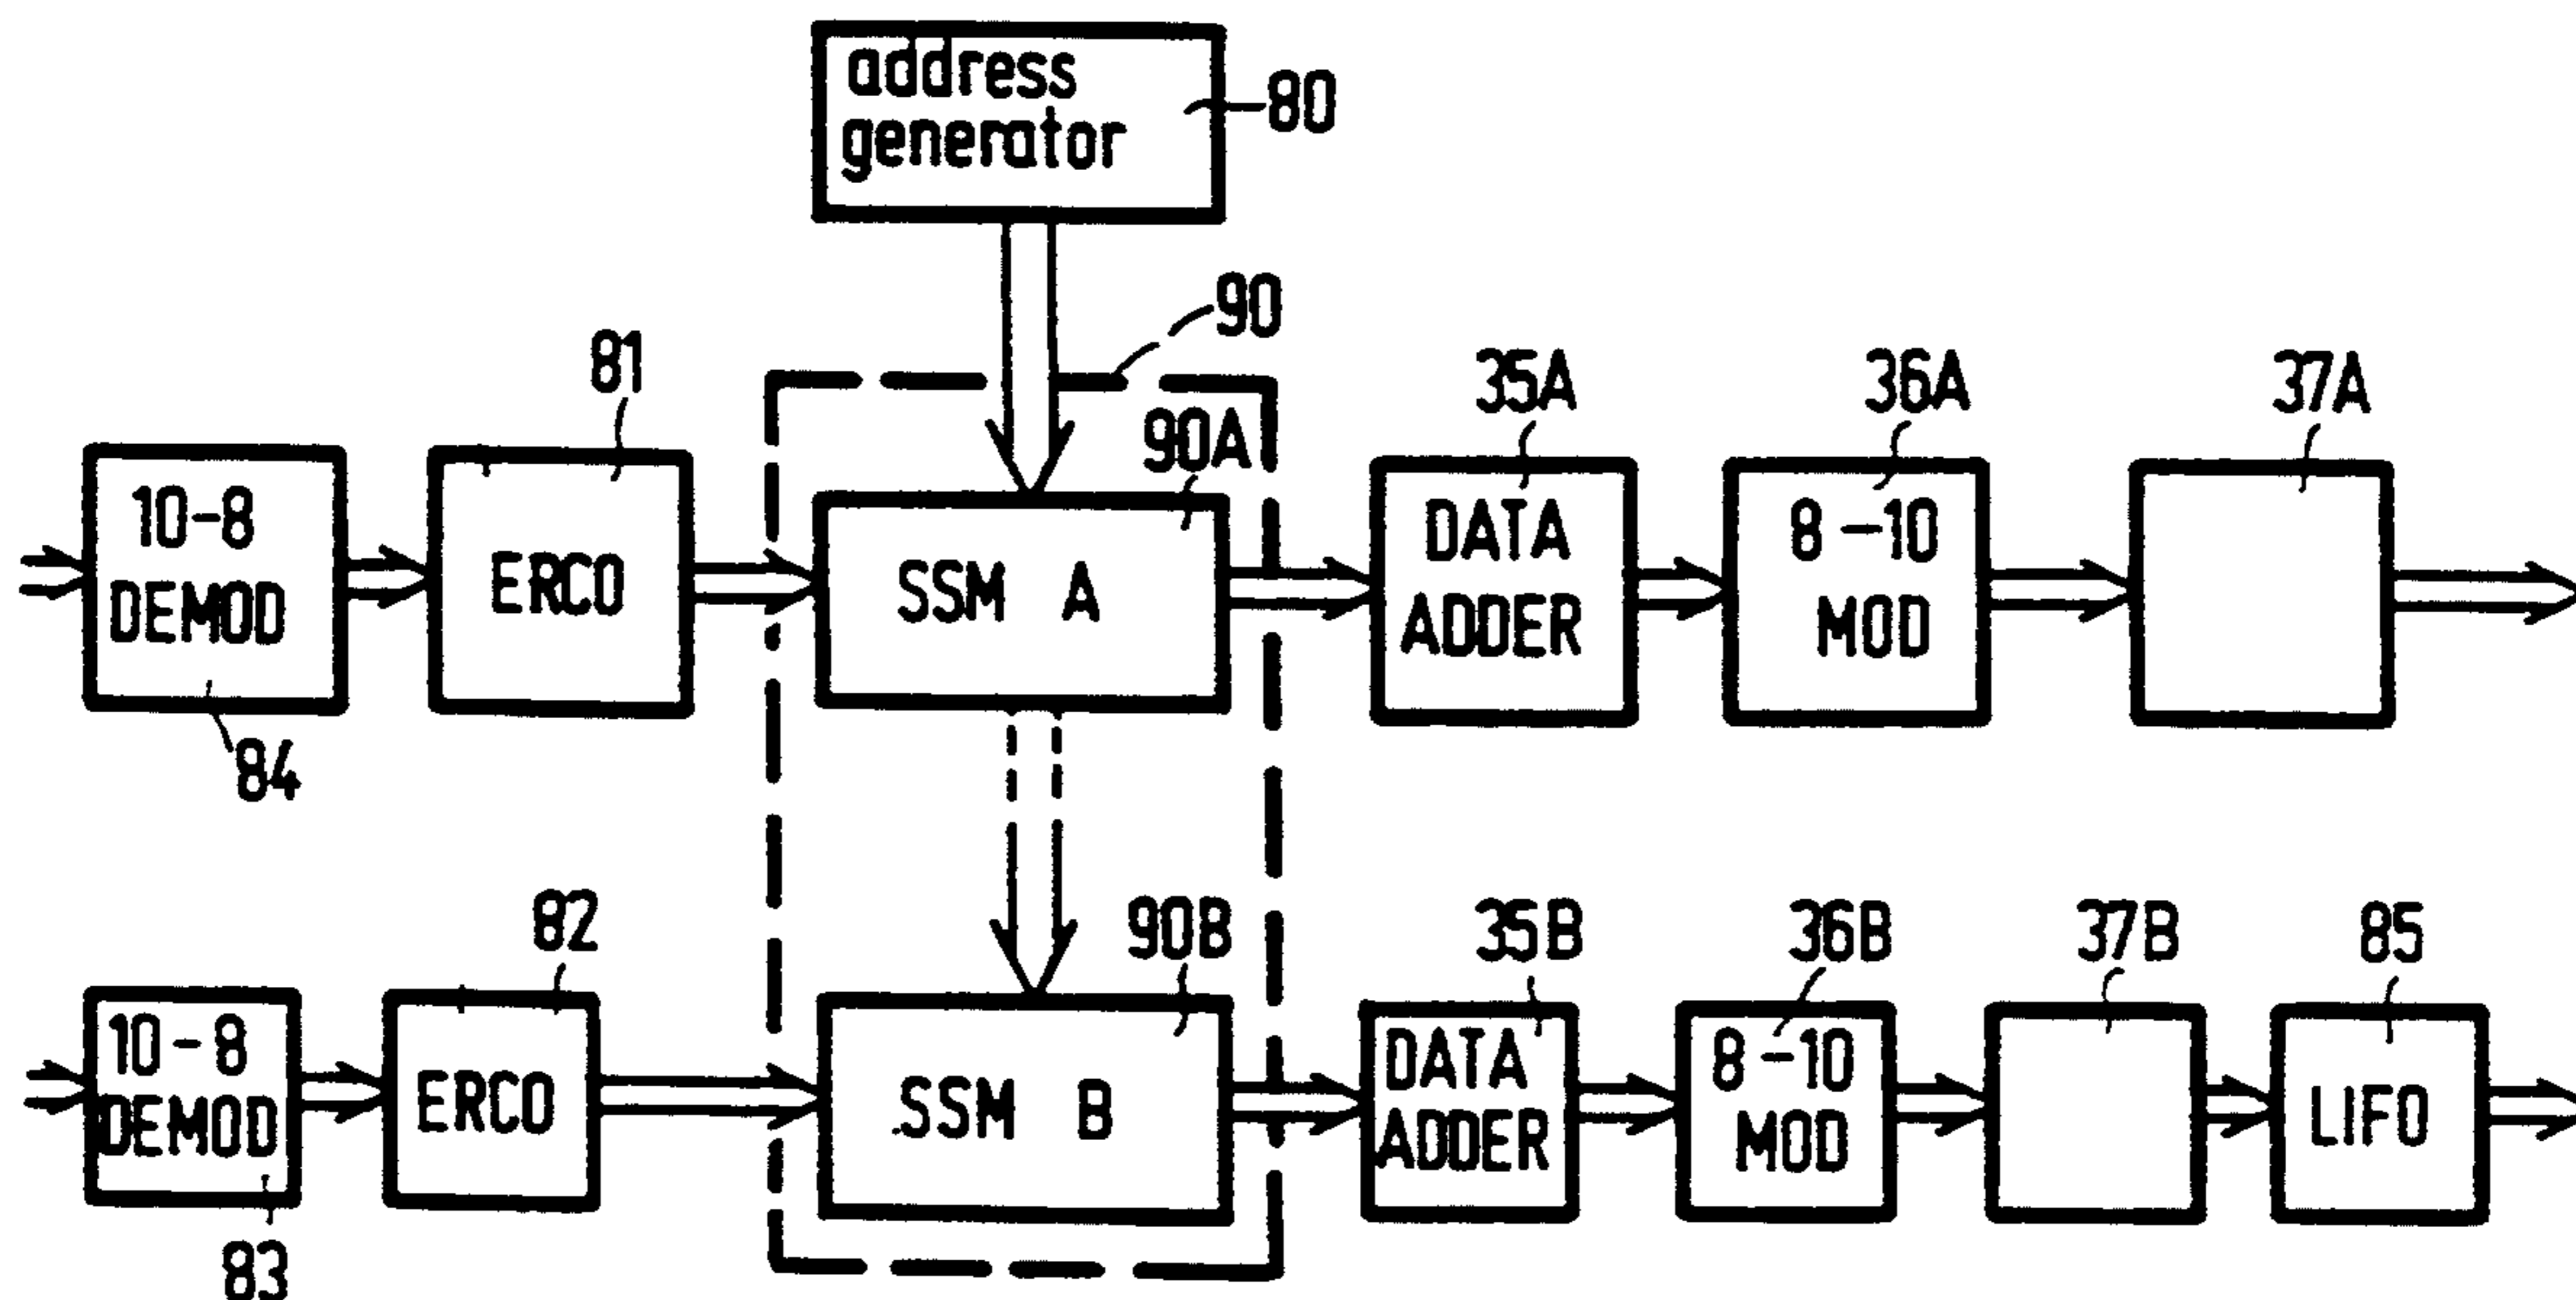 address
generator
80
90
81
90A
35A
36A
37A
10-8
DEMOD
ERCO
SSM A
DATA
ADDER
8-10
MOD
84
82
90B
35B
36B
37B
85
10-8
DEMOD
ERCO
SSM B
DATA
ADDER
8-10
MOD
LIFO
83